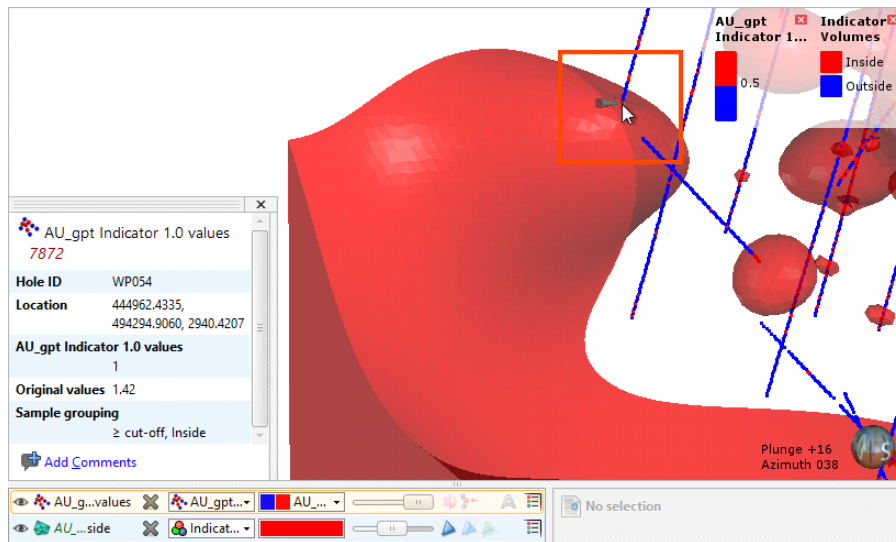 AU_gpt
Indicator 1...
0.5
Indicator
Volumes
Inside
Outside
AU_gpt Indicator 1.0 values
7872
Hole ID WP054
Location 444962.4335,
494294.9060, 2940.4207
AU_gpt Indicator 1.0 values
1
Original values 1.42
Sample grouping
≥ cut-off, Inside
Add Comments
Plunge +16
Azimuth 038
AU_g...values AU_gpt... AU_...
AU_...side Indicat...
No selection